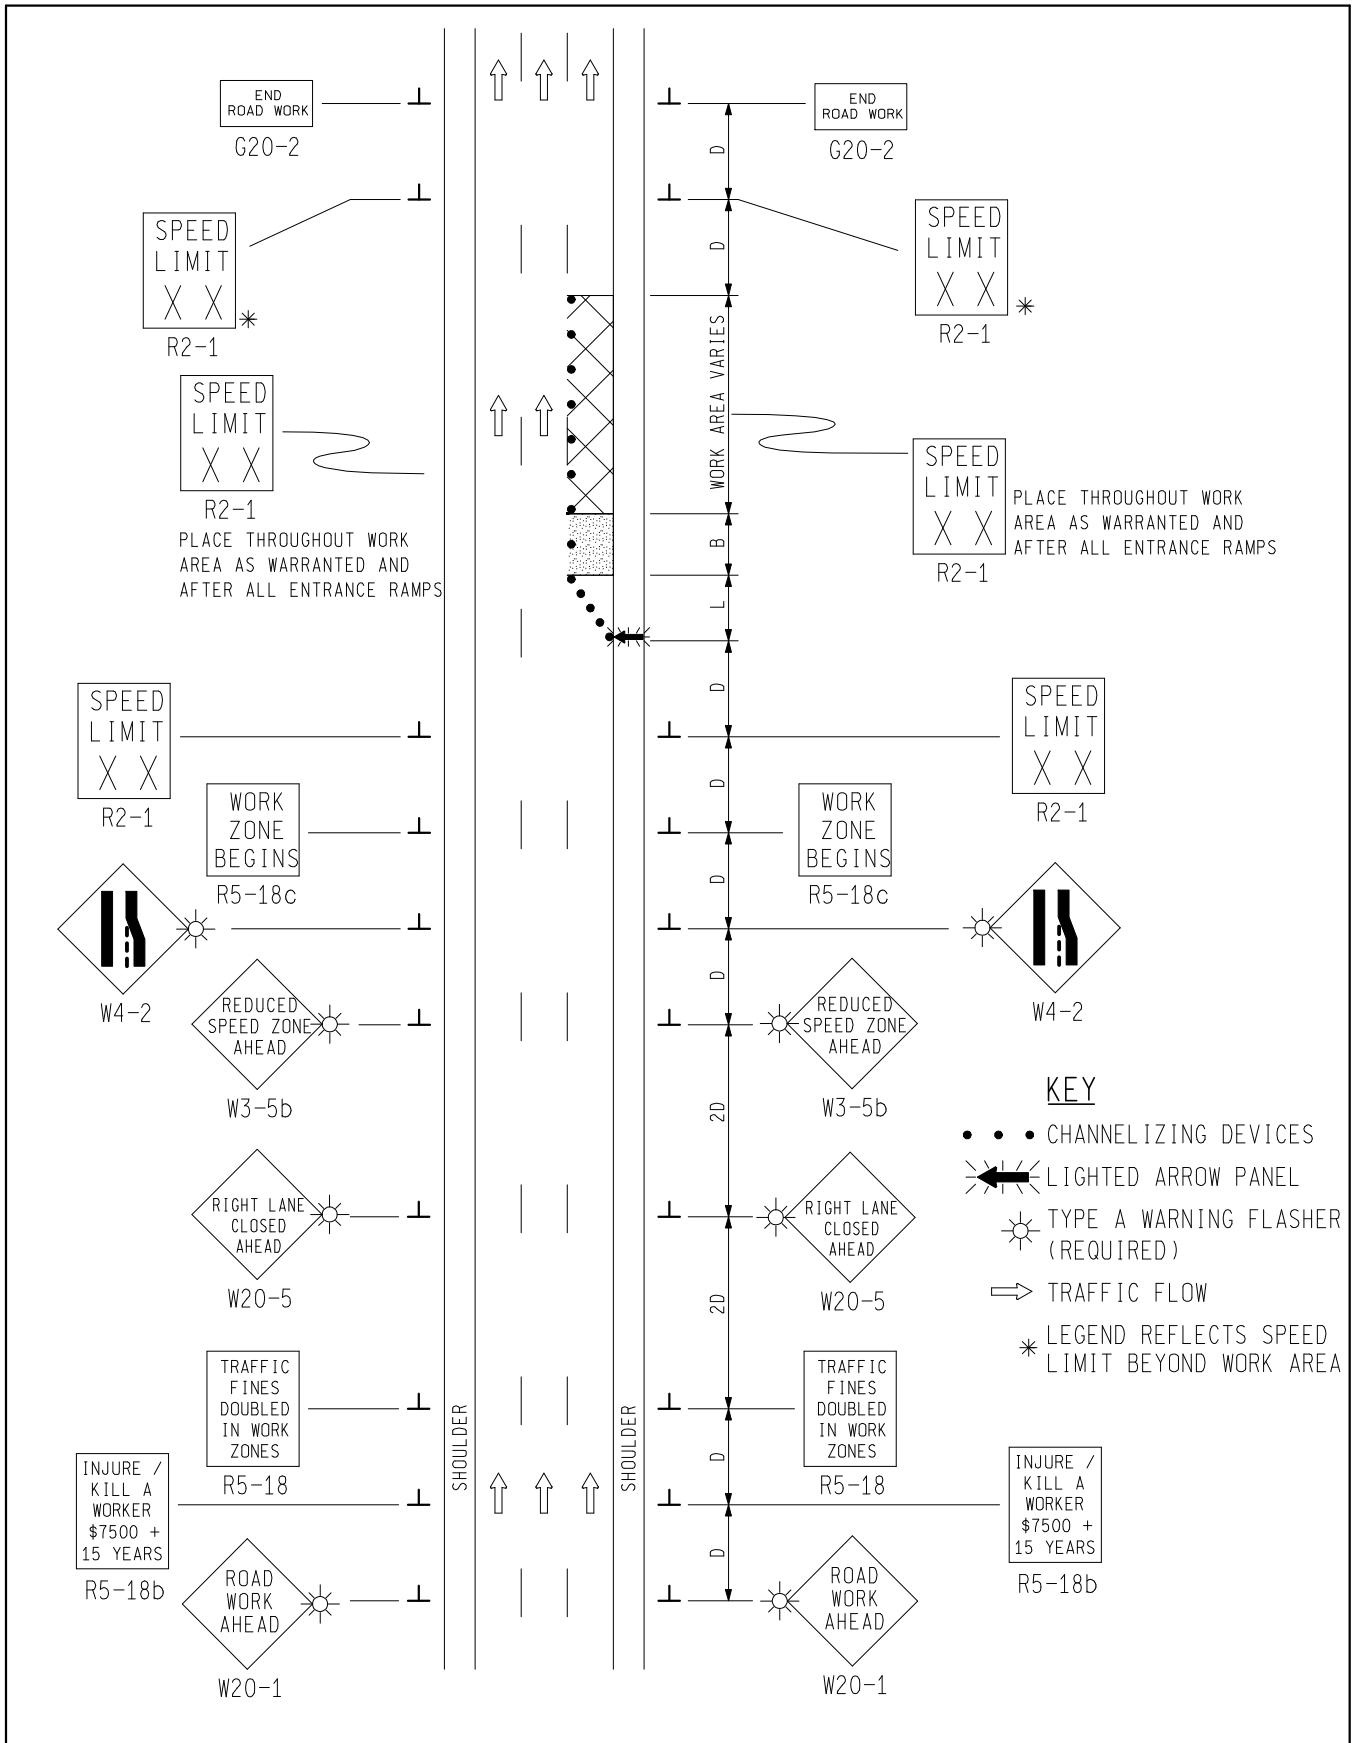 END
ROAD WORK
G20-2
END
ROAD WORK
G20-2
D
SPEED
LIMIT
X X
*
R2-1
D
SPEED
LIMIT
X X
*
R2-1
SPEED
LIMIT
X X
R2-1
PLACE THROUGHOUT WORK
AREA AS WARRANTED AND
AFTER ALL ENTRANCE RAMPS
WORK AREA VARIES
SPEED
LIMIT
X X
R2-1
PLACE THROUGHOUT WORK
AREA AS WARRANTED AND
AFTER ALL ENTRANCE RAMPS
B
L
D
SPEED
LIMIT
X X
R2-1
SPEED
LIMIT
X X
R2-1
D
WORK
ZONE
BEGINS
R5-18c
WORK
ZONE
BEGINS
R5-18c
D
W4-2
W4-2
D
REDUCED
SPEED ZONE
AHEAD
W3-5b
REDUCED
SPEED ZONE
AHEAD
W3-5b
2D
RIGHT LANE
CLOSED
AHEAD
W20-5
RIGHT LANE
CLOSED
AHEAD
W20-5
2D
KEY
CHANNELIZING DEVICES
LIGHTED ARROW PANEL
TYPE A WARNING FLASHER
(REQUIRED)
TRAFFIC FLOW
* LEGEND REFLECTS SPEED
LIMIT BEYOND WORK AREA
TRAFFIC
FINES
DOUBLED
IN WORK
ZONES
R5-18
SHOULDER
SHOULDER
TRAFFIC
FINES
DOUBLED
IN WORK
ZONES
R5-18
D
INJURE /
KILL A
WORKER
$7500 +
15 YEARS
R5-18b
INJURE /
KILL A
WORKER
$7500 +
15 YEARS
R5-18b
D
ROAD
WORK
AHEAD
W20-1
ROAD
WORK
AHEAD
W20-1